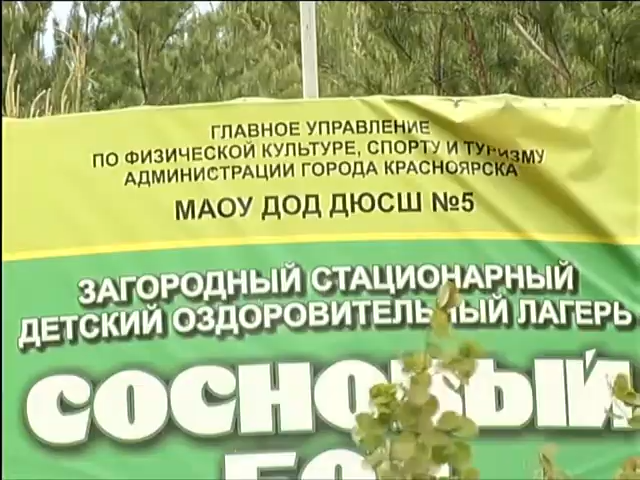 ГЛАВНОЕ УПРАВЛЕНИЕ
ПО ФИЗИЧЕСКОЙ КУЛЬТУРЕ, СПОРТУ И ТУРИЗМУ
АДМИНИСТРАЦИИ ГОРОДА КРАСНОЯРСКА
МАОУ ДОД ДЮСШ №5
ЗАГОРОДНЫЙ СТАЦИОНАРНЫЙ
ДЕТСКИЙ ОЗДОРОВИТЕЛЬНЫЙ ЛАГЕРЬ
СОСНОВЫЙ